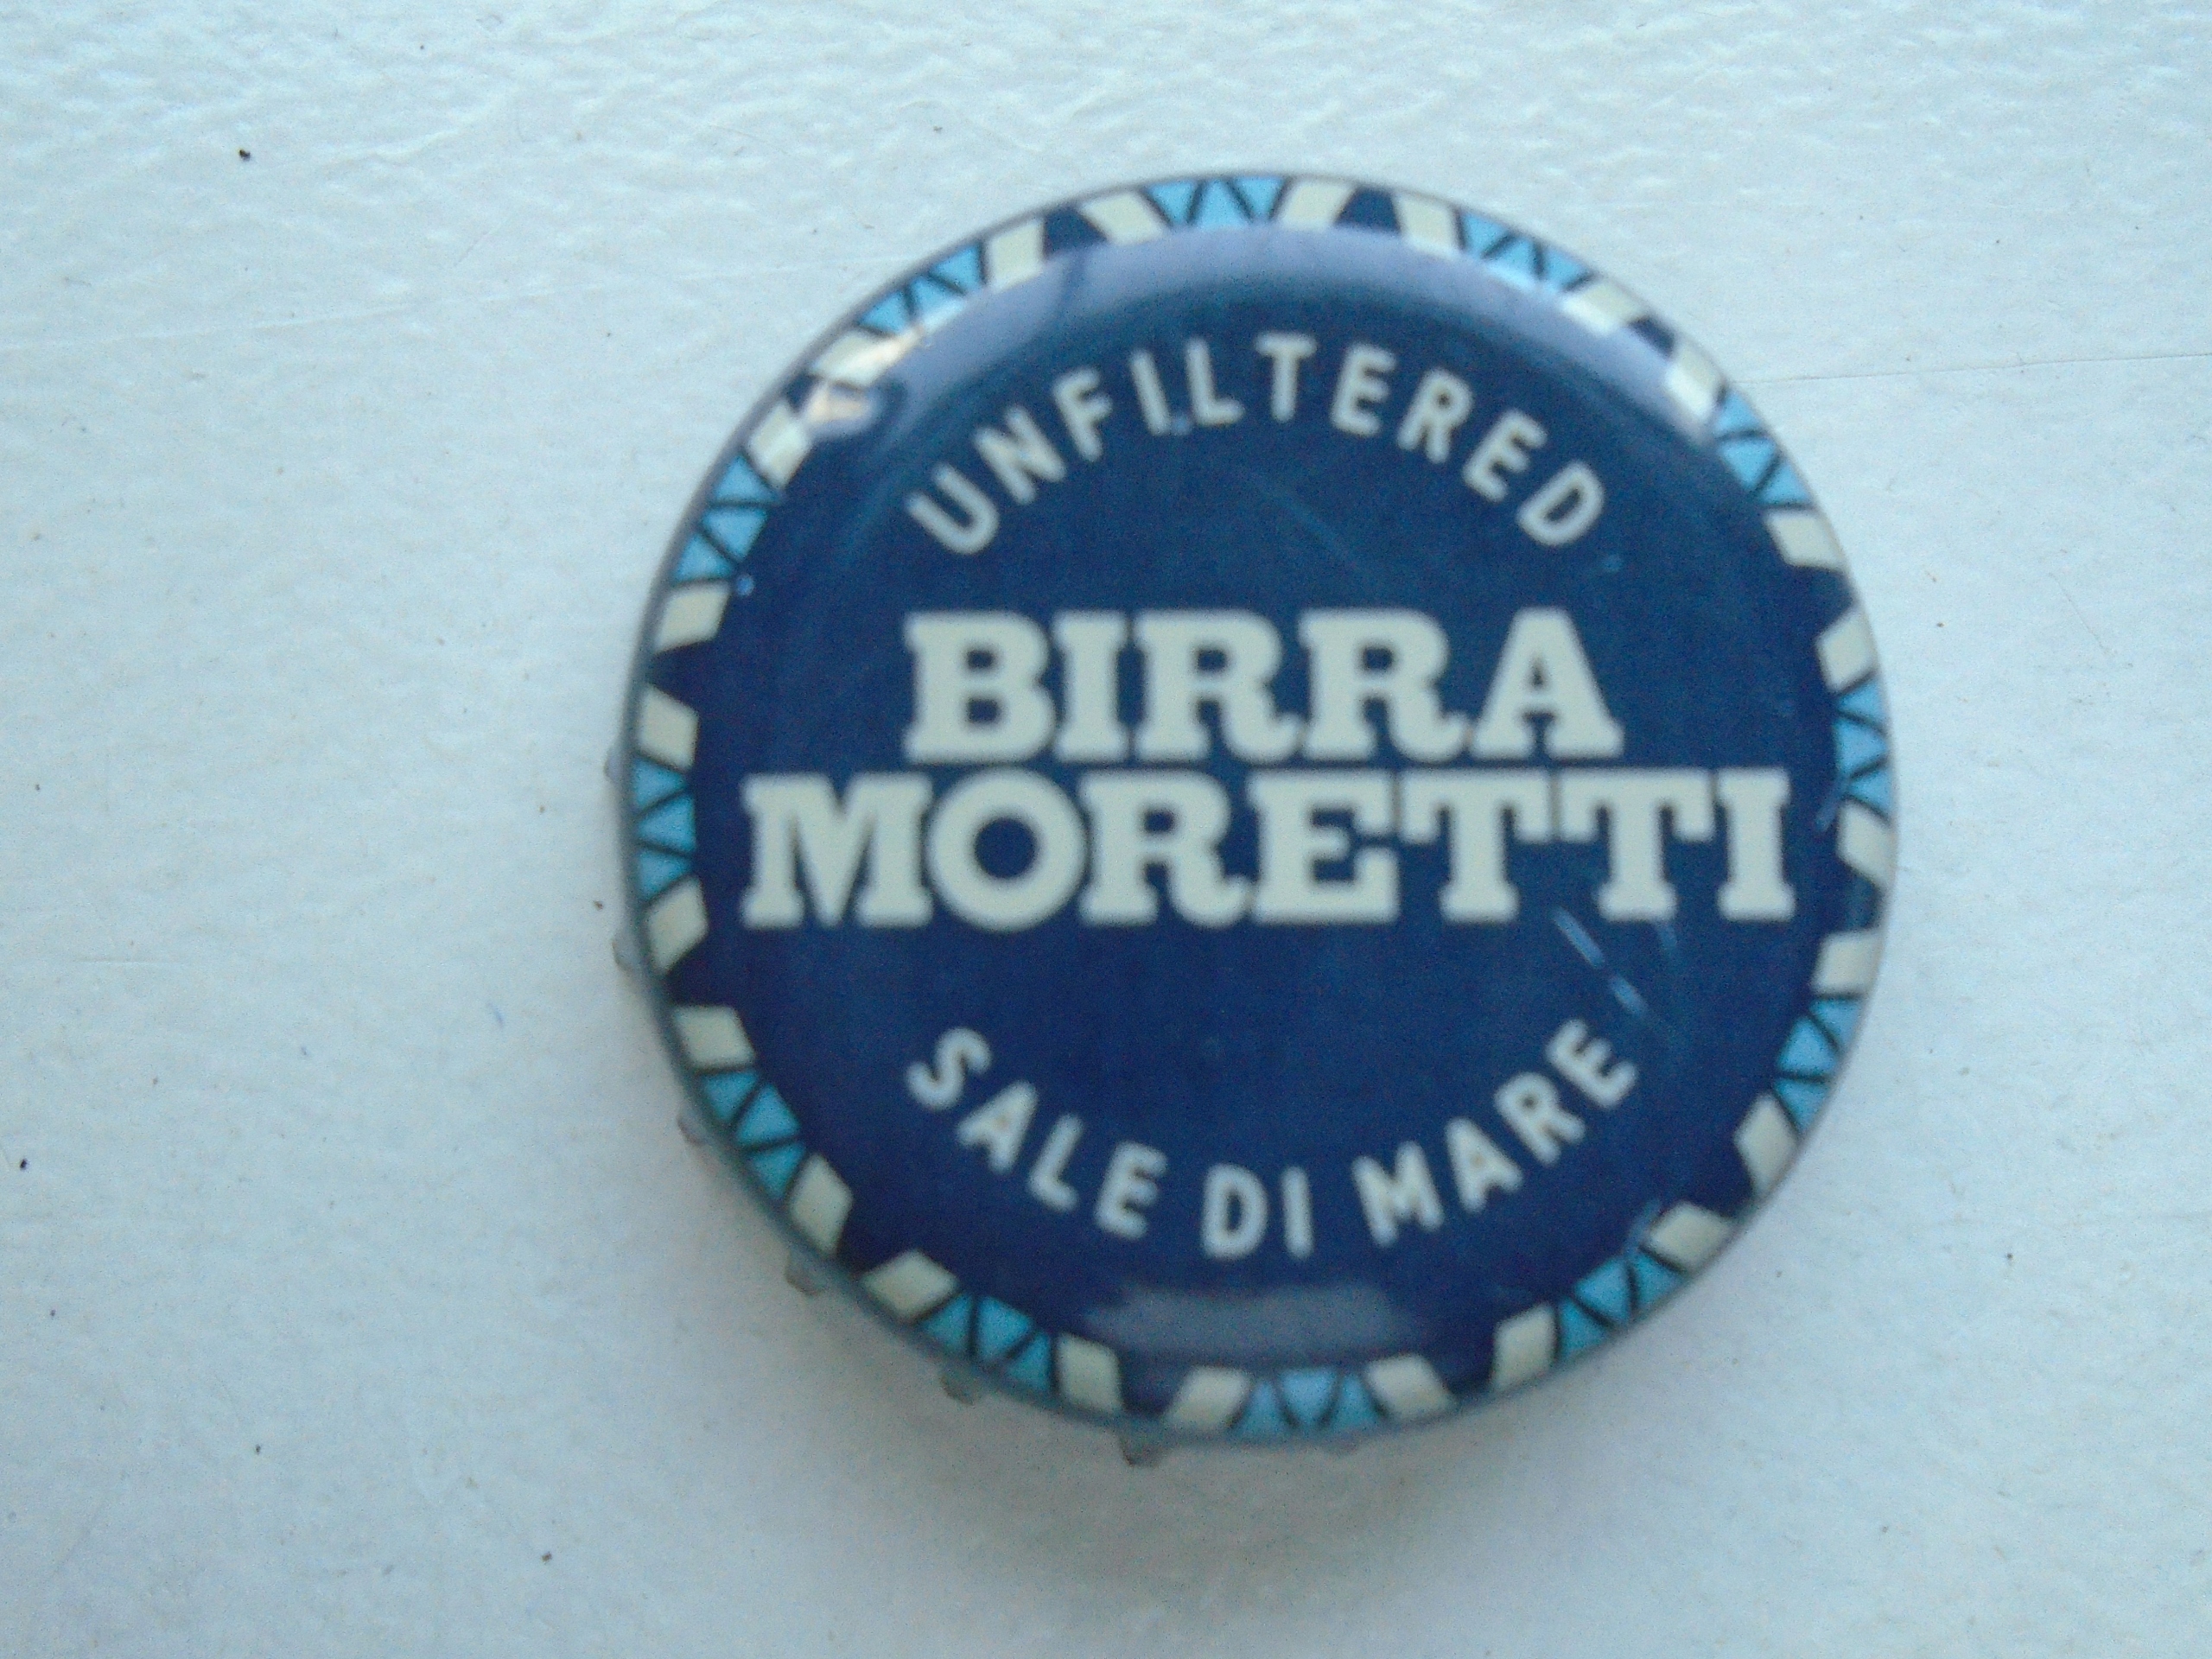 UNFILTERED
BIRRA
MORETTI
SALE DI MARE